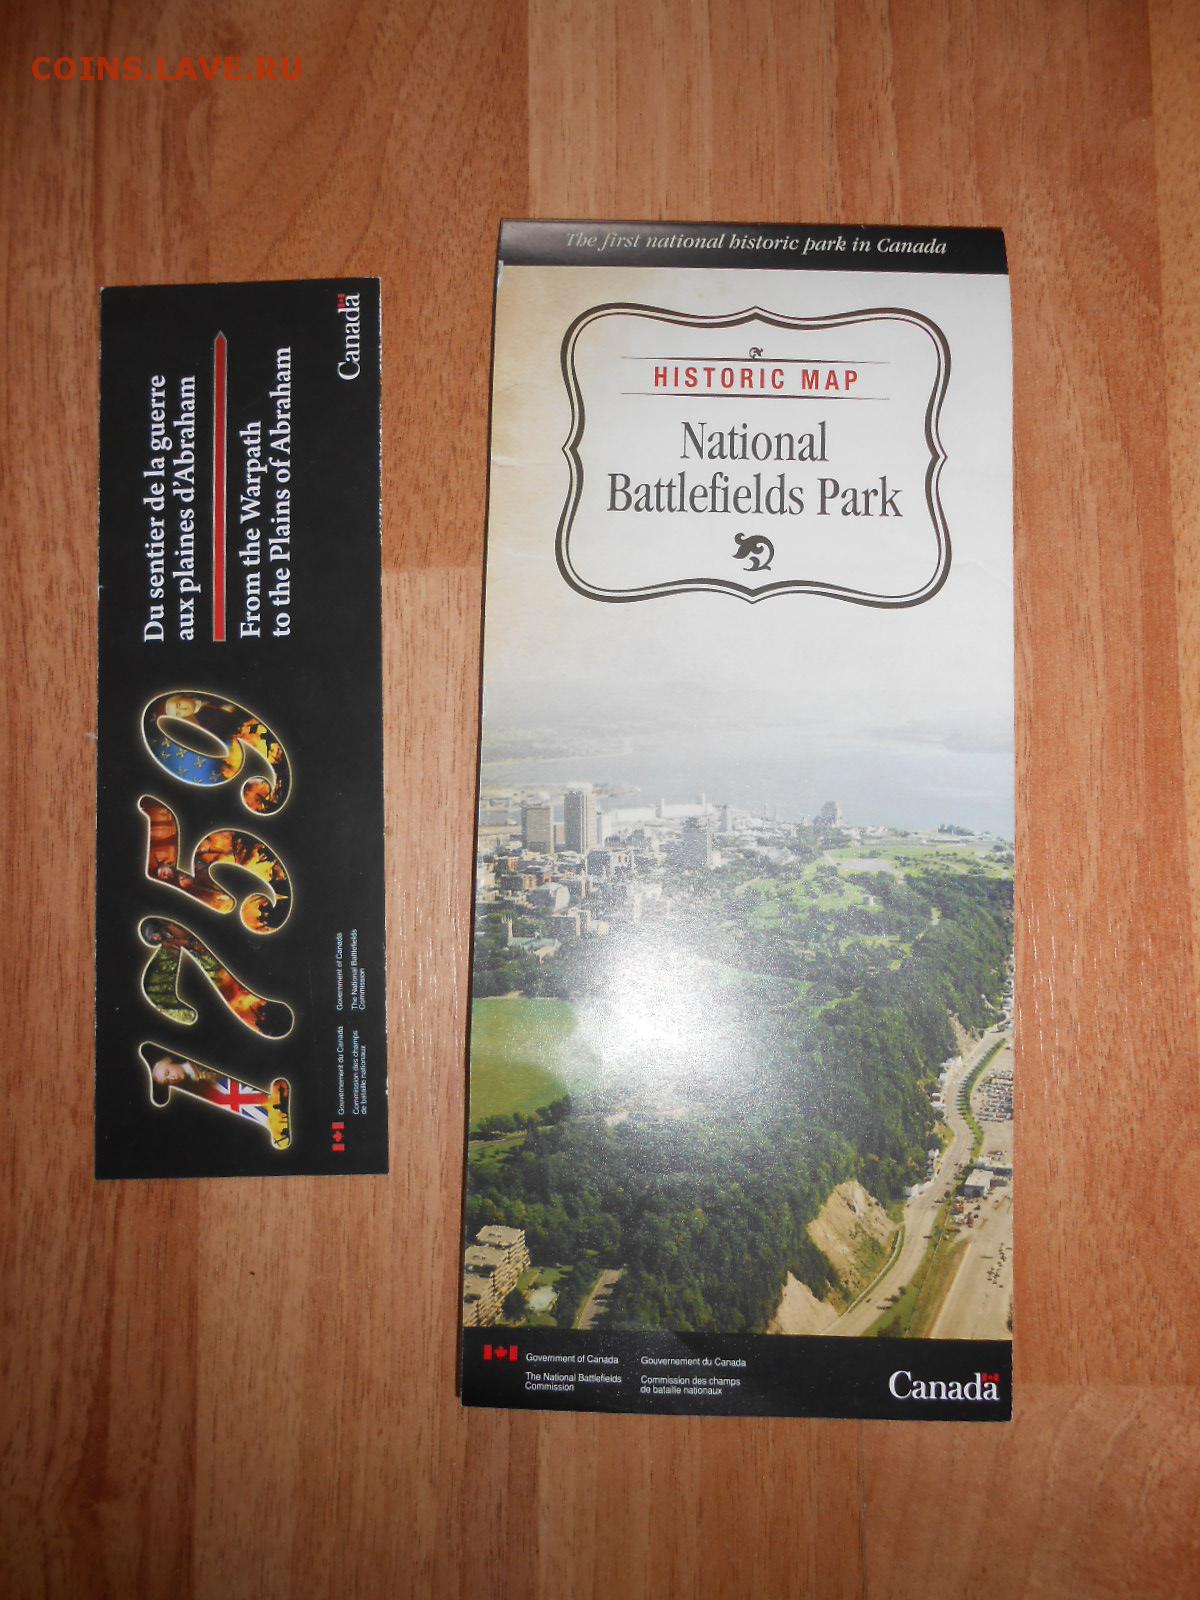 COINS.LAVE.RU
Du sentier de la guerre
aux plaines d'Abraham
From the Warpath
to the Plains of Abraham
Canada
1759
Gouvernement du Canada
Commission des champs
de bataille nationaux
Government of Canada
The National Battlefields
Commission
The first national historic park in Canada
HISTORIC MAP
National
Battlefields Park
Government of Canada
The National Battlefields
Commission
Gouvernement du Canada
Commission des champs
de bataille nationaux
Canada